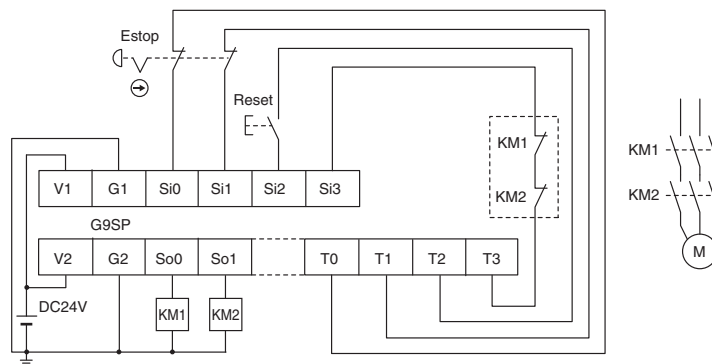 Estop
Reset
KM1
KM2
KM1
KM2
M
V1 G1 Si0 Si1 Si2 Si3
G9SP
V2 G2 So0 So1 T0 T1 T2 T3
DC24V
KM1 KM2